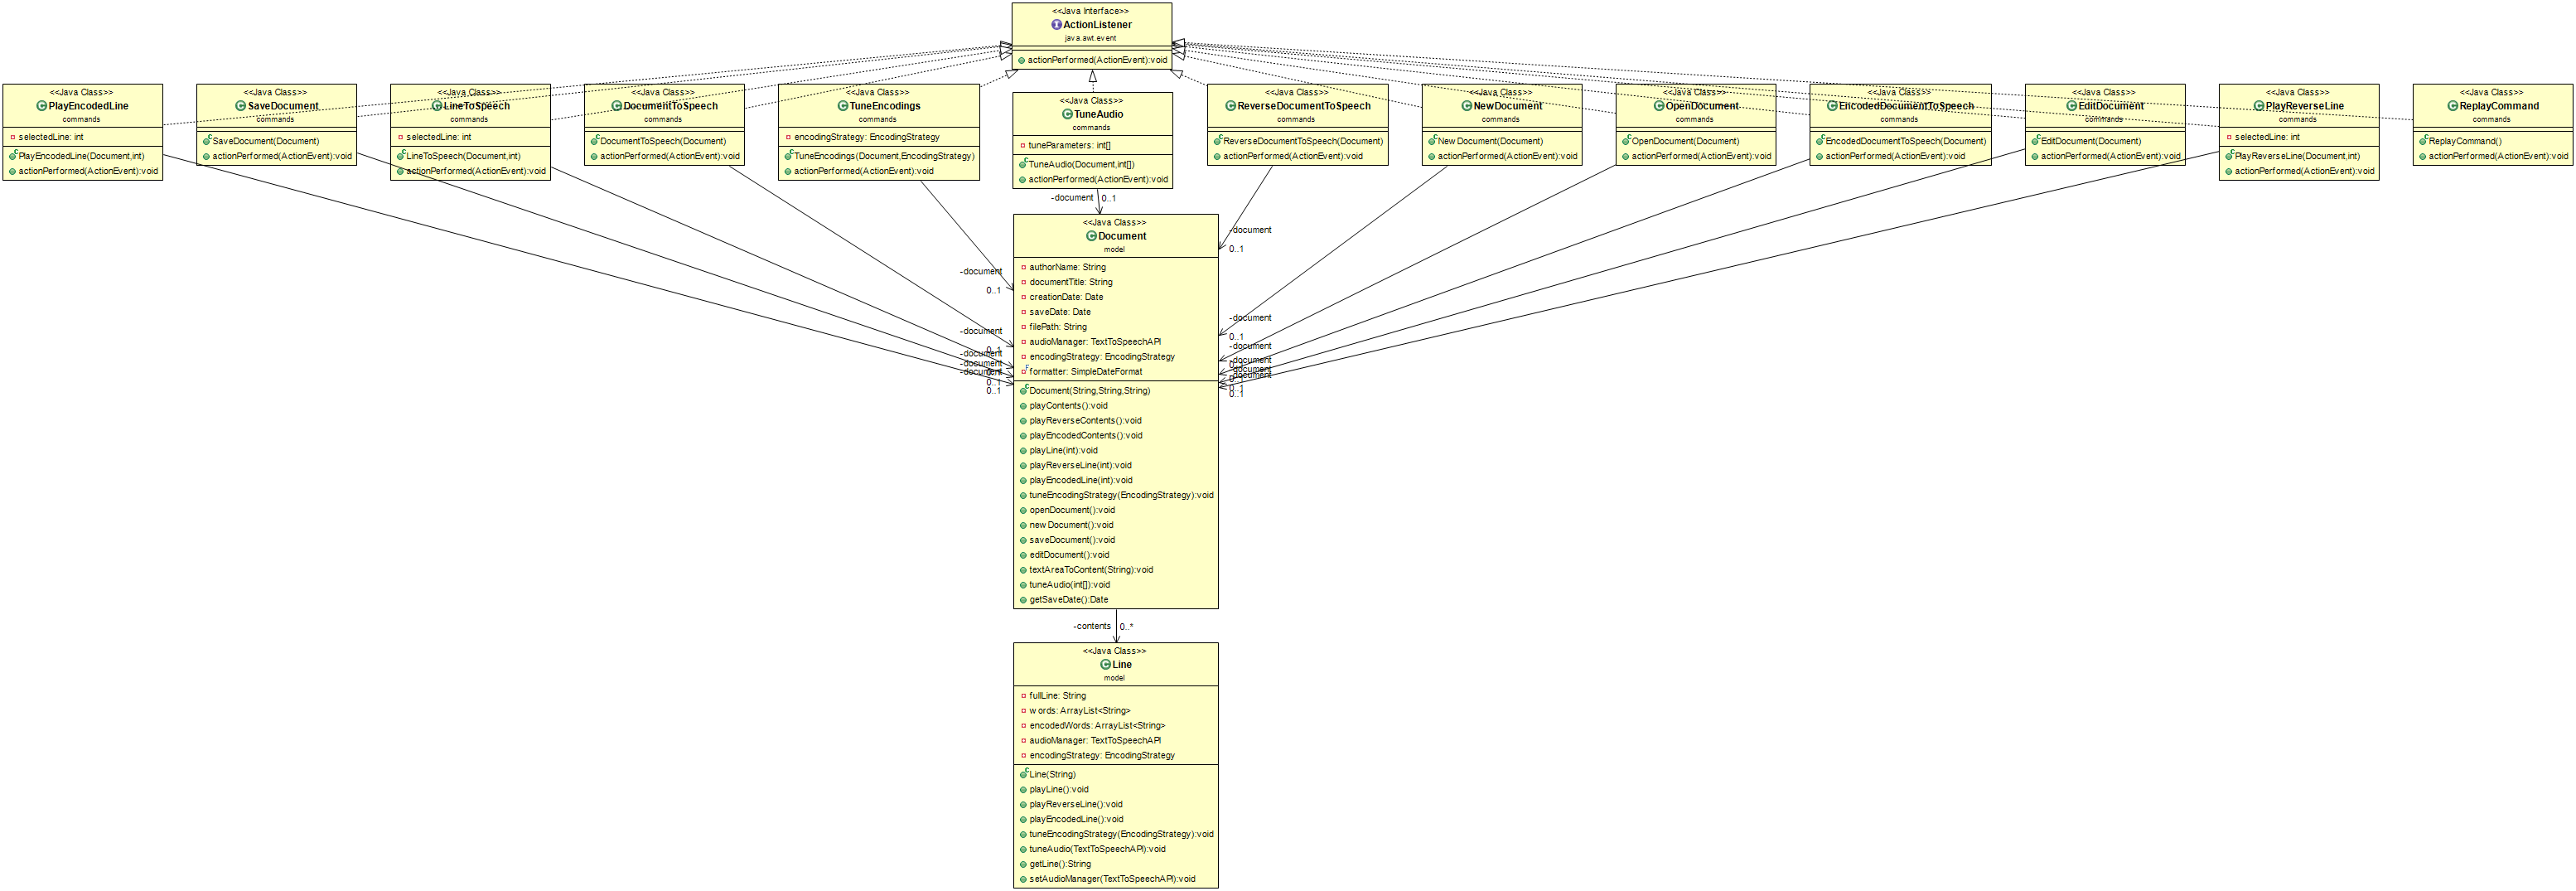 <<Java Interface>>
ActionListener
java.awt.event
actionPerformed(ActionEvent):void
<<Java Class>>
PlayEncodedLine
commands
selectedLine: int
PlayEncodedLine(Document,int)
actionPerformed(ActionEvent):void
<<Java Class>>
SaveDocument
commands
SaveDocument(Document)
actionPerformed(ActionEvent):void
<<Java Class>>
LineToSpeech
commands
selectedLine: int
LineToSpeech(Document,int)
actionPerformed(ActionEvent):void
<<Java Class>>
DocumentToSpeech
commands
DocumentToSpeech(Document)
actionPerformed(ActionEvent):void
<<Java Class>>
TuneEncodings
commands
encodingStrategy: EncodingStrategy
TuneEncodings(Document,EncodingStrategy)
actionPerformed(ActionEvent):void
<<Java Class>>
TuneAudio
commands
tuneParameters: int[]
TuneAudio(Document,int[])
actionPerformed(ActionEvent):void
<<Java Class>>
ReverseDocumentToSpeech
commands
ReverseDocumentToSpeech(Document)
actionPerformed(ActionEvent):void
<<Java Class>>
NewDocument
commands
NewDocument(Document)
actionPerformed(ActionEvent):void
<<Java Class>>
OpenDocument
commands
OpenDocument(Document)
actionPerformed(ActionEvent):void
<<Java Class>>
EncodedDocumentToSpeech
commands
EncodedDocumentToSpeech(Document)
actionPerformed(ActionEvent):void
<<Java Class>>
EditDocument
commands
EditDocument(Document)
actionPerformed(ActionEvent):void
<<Java Class>>
PlayReverseLine
commands
selectedLine: int
PlayReverseLine(Document,int)
actionPerformed(ActionEvent):void
<<Java Class>>
ReplayCommand
commands
ReplayCommand()
actionPerformed(ActionEvent):void
-document 0..1
-document
0..1
-document
0..1
-document
0..1
-document
0..1
-document
0..1
-document
0..1
-document
0..1
-document
0..1
-document
0..1
-document
0..1
-document
0..1
<<Java Class>>
Document
model
authorName: String
documentTitle: String
creationDate: Date
saveDate: Date
filePath: String
audioManager: TextToSpeechAPI
encodingStrategy: EncodingStrategy
formatter: SimpleDateFormat
Document(String,String,String)
playContents():void
playReverseContents():void
playEncodedContents():void
playLine(int):void
playReverseLine(int):void
playEncodedLine(int):void
tuneEncodingStrategy(EncodingStrategy):void
openDocument():void
newDocument():void
saveDocument():void
editDocument():void
textAreaToContent(String):void
tuneAudio(int[]):void
getSaveDate():Date
-contents 0..*
<<Java Class>>
Line
model
fullLine: String
words: ArrayList<String>
encodedWords: ArrayList<String>
audioManager: TextToSpeechAPI
encodingStrategy: EncodingStrategy
Line(String)
playLine():void
playReverseLine():void
playEncodedLine():void
tuneEncodingStrategy(EncodingStrategy):void
tuneAudio(TextToSpeechAPI):void
getLine():String
setAudioManager(TextToSpeechAPI):void